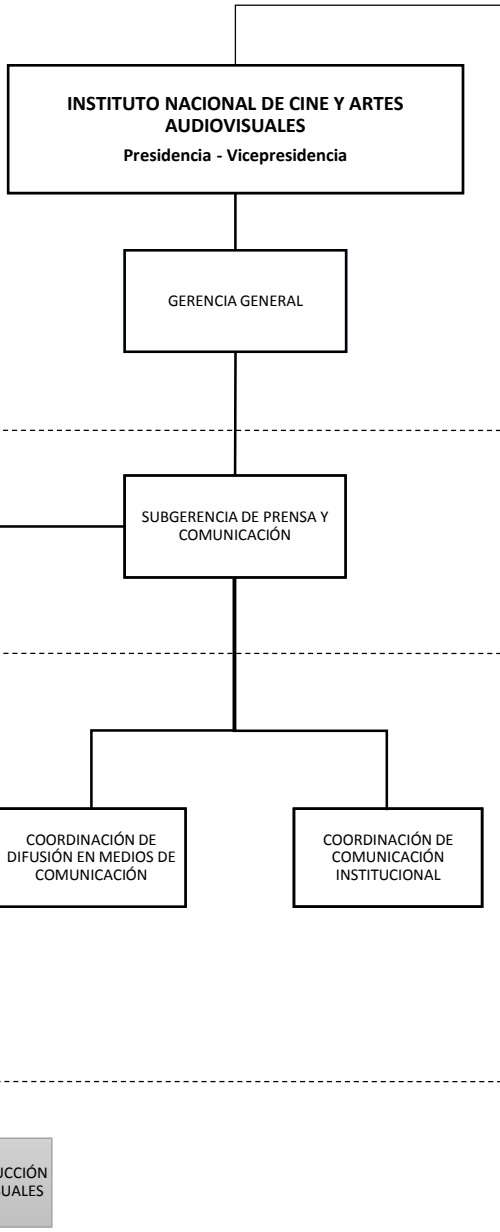 INSTITUTO NACIONAL DE CINE Y ARTES
AUDIOVISUALES
Presidencia - Vicepresidencia
GERENCIA GENERAL
SUBGERENCIA DE PRENSA Y
COMUNICACIÓN
COORDINACIÓN DE
DIFUSIÓN EN MEDIOS DE
COMUNICACIÓN
COORDINACIÓN DE
COMUNICACIÓN
INSTITUCIONAL